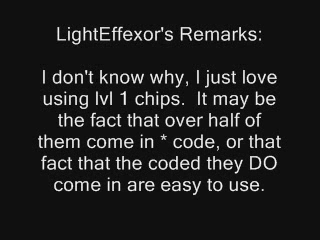 LightEffexor's Remarks:
I don't know why, I just love
using lvl 1 chips.  It may be
the fact that over half of
them come in * code, or that
fact that the coded they DO
come in are easy to use.